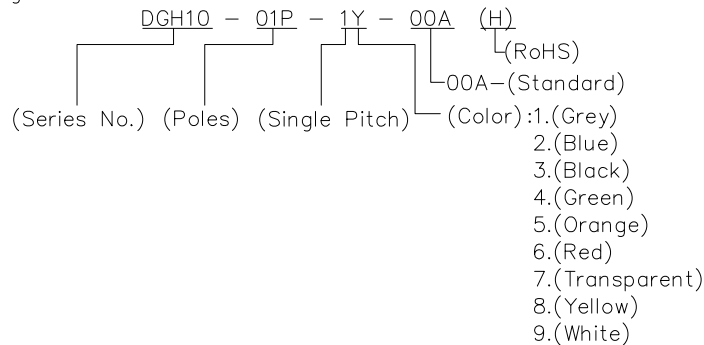 DGH10 - 01P - 1Y - 00A (H)
(RoHS)
00A-(Standard)
(Series No.) (Poles) (Single Pitch) (Color):1.(Grey)
2.(Blue)
3.(Black)
4.(Green)
5.(Orange)
6.(Red)
7.(Transparent)
8.(Yellow)
9.(White)